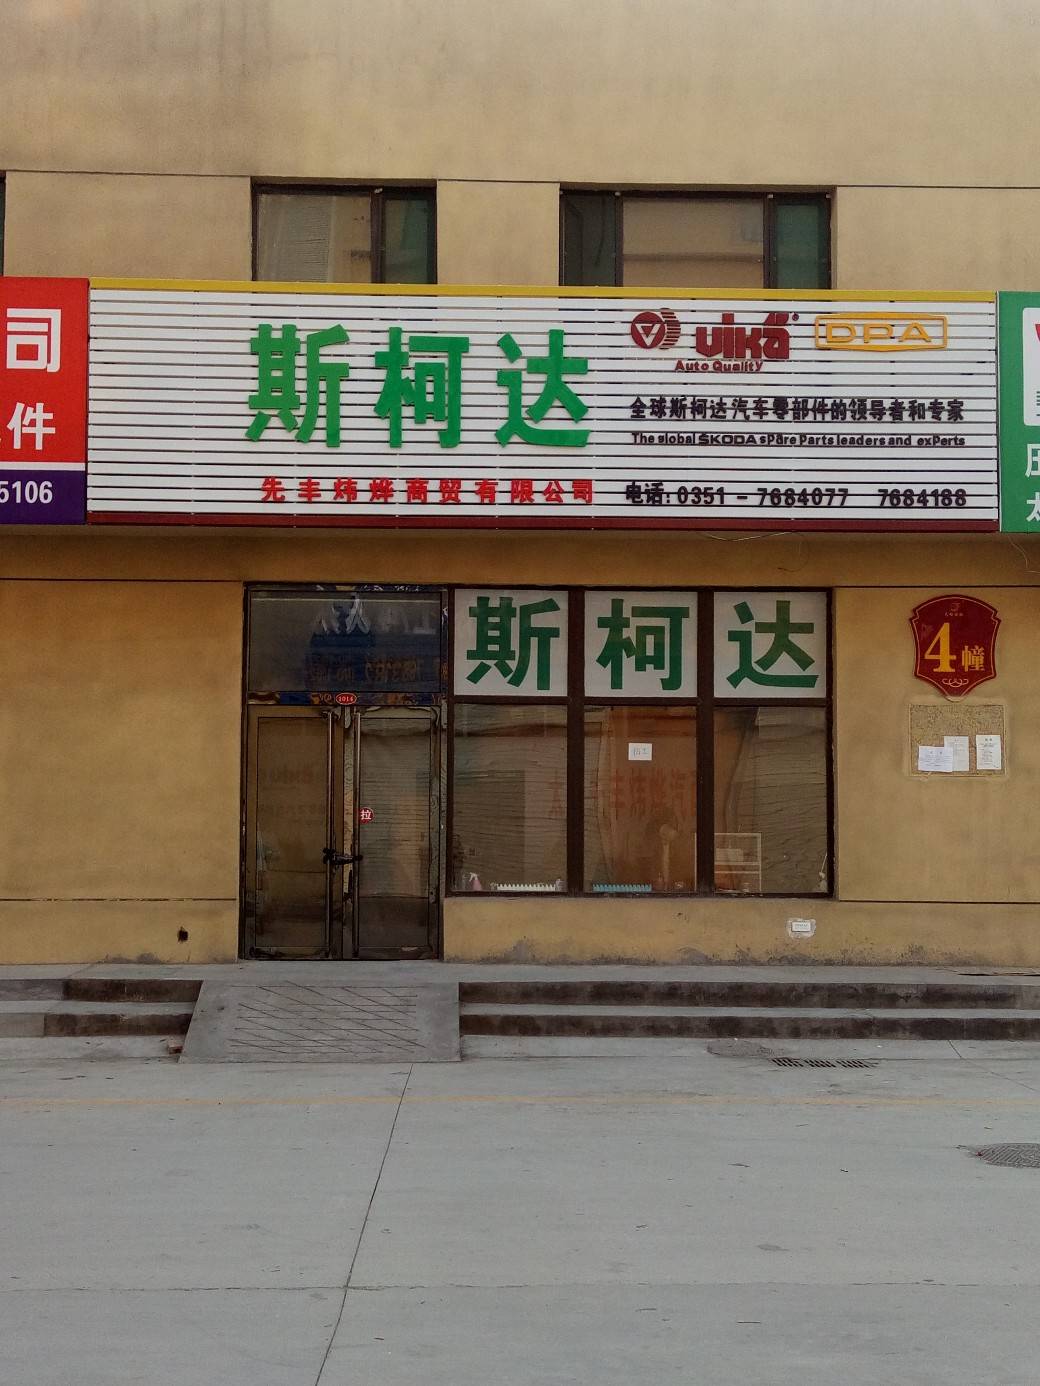 司
件
5106
斯柯达
vika
Auto Quality
DPA
全球斯柯达汽车零部件的领导者和专家
The global ŠKODA spare Parts leaders and exPerts
先丰炜烨商贸有限公司
电话: 0351 - 7684077 7684188
斯柯达
4幢
1014
拉